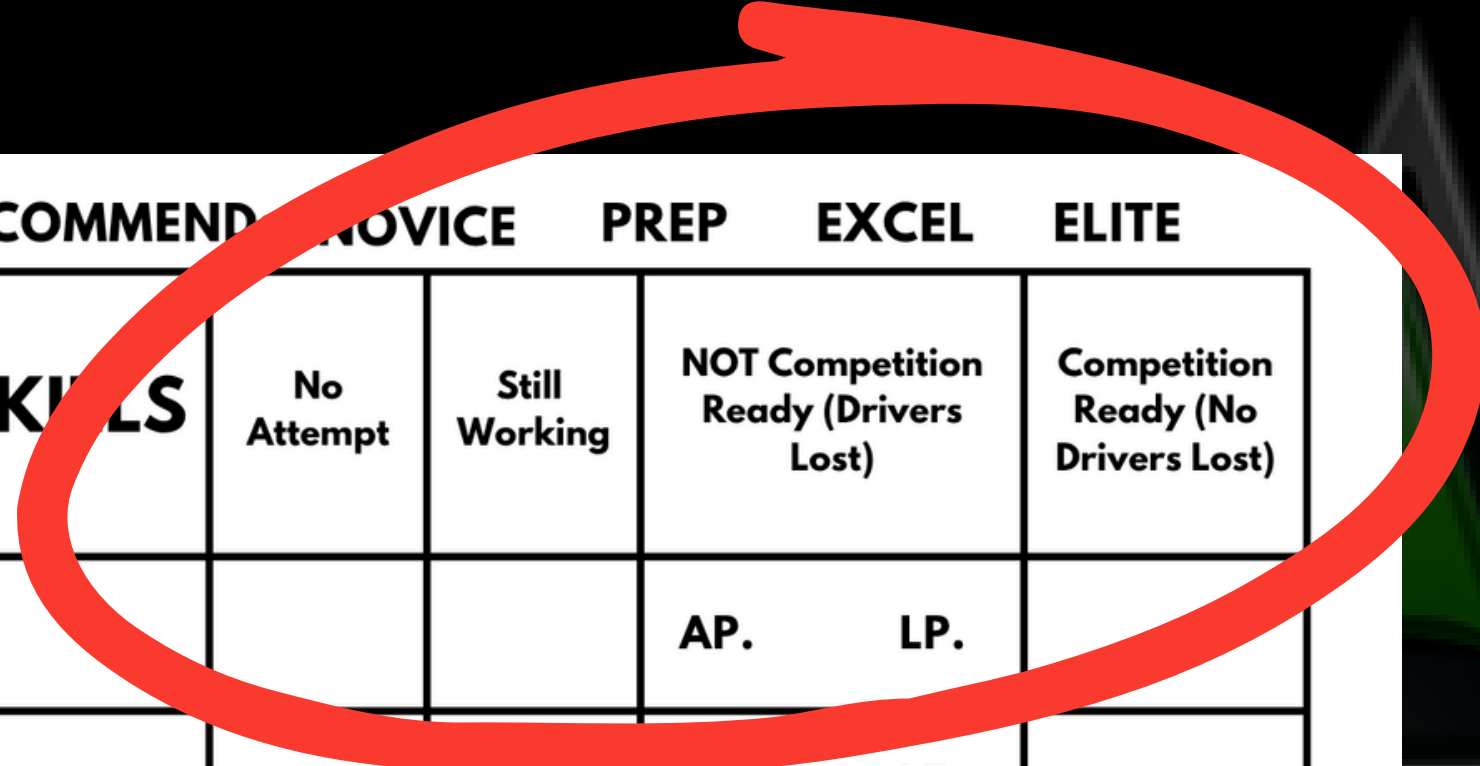 COMMEND NOVICE PREP EXCEL ELITE
KILLS
No
Attempt
Still
Working
NOT Competition
Ready (Drivers
Lost)
Competition
Ready (No
Drivers Lost)
AP. LP.